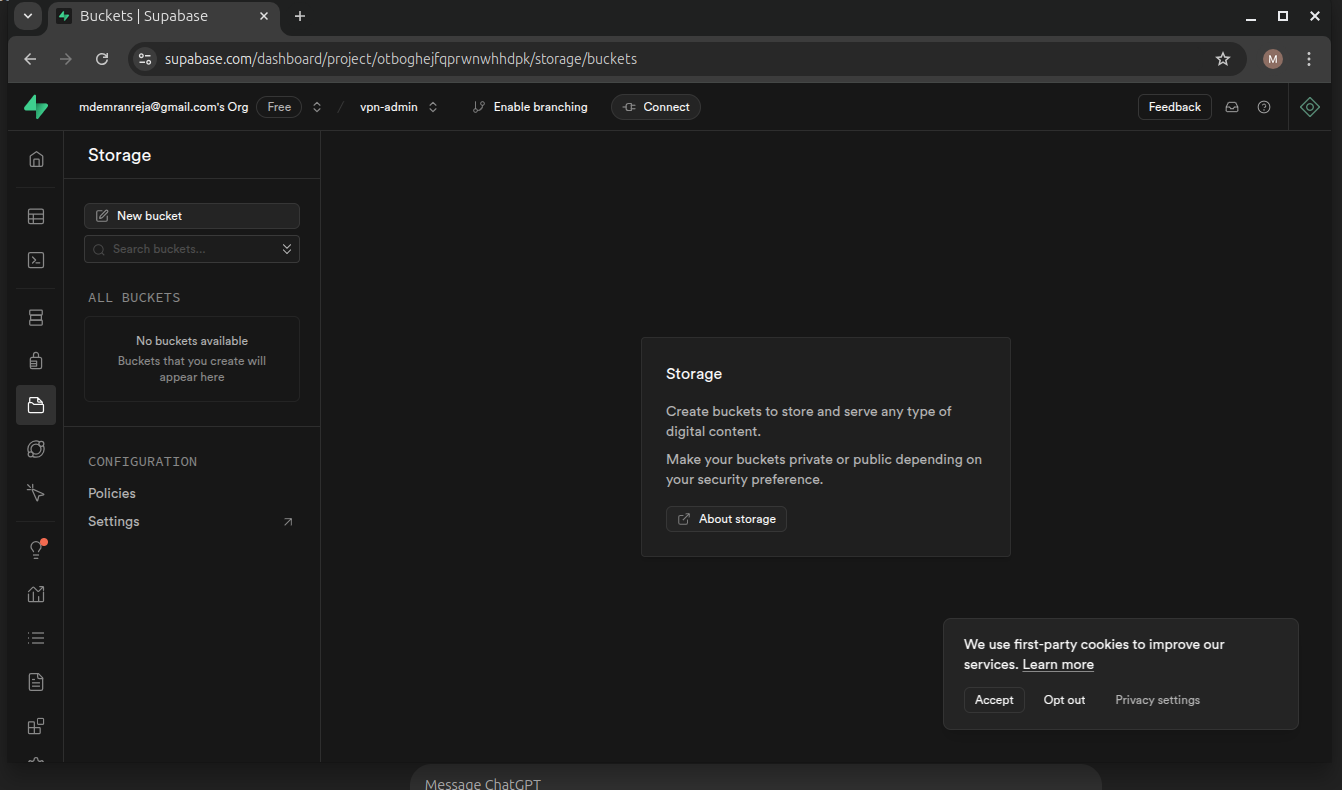 Buckets | Supabase
supabase.com/dashboard/project/otboghejfqprwnwhhdpk/storage/buckets
M
mdemranreja@gmail.com's Org Free / vpn-admin Enable branching Connect Feedback
Storage
New bucket
Search buckets...
ALL BUCKETS
No buckets available
Buckets that you create will
appear here
CONFIGURATION
Policies
Settings
Storage
Create buckets to store and serve any type of
digital content.
Make your buckets private or public depending on
your security preference.
About storage
We use first-party cookies to improve our
services. Learn more
Accept Opt out Privacy settings
Message ChatGPT